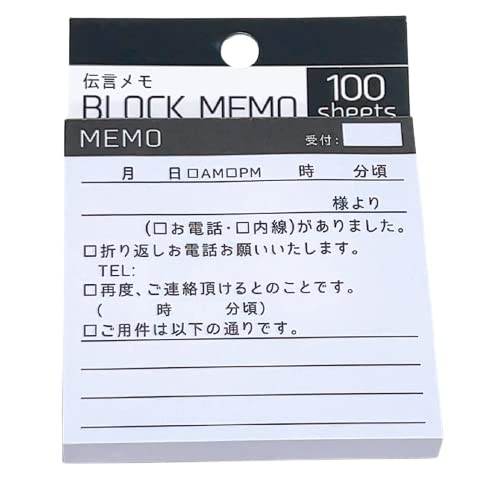 伝言メモ
BLOCK MEMO 100 sheets
MEMO 受付:
月 日□AM□PM 時 分頃
様より
(□お電話・□内線)がありました。
□折り返しお電話お願いいたします。
TEL:
□再度、ご連絡頂けるとのことです。
( 時 分頃)
□ご用件は以下の通りです。